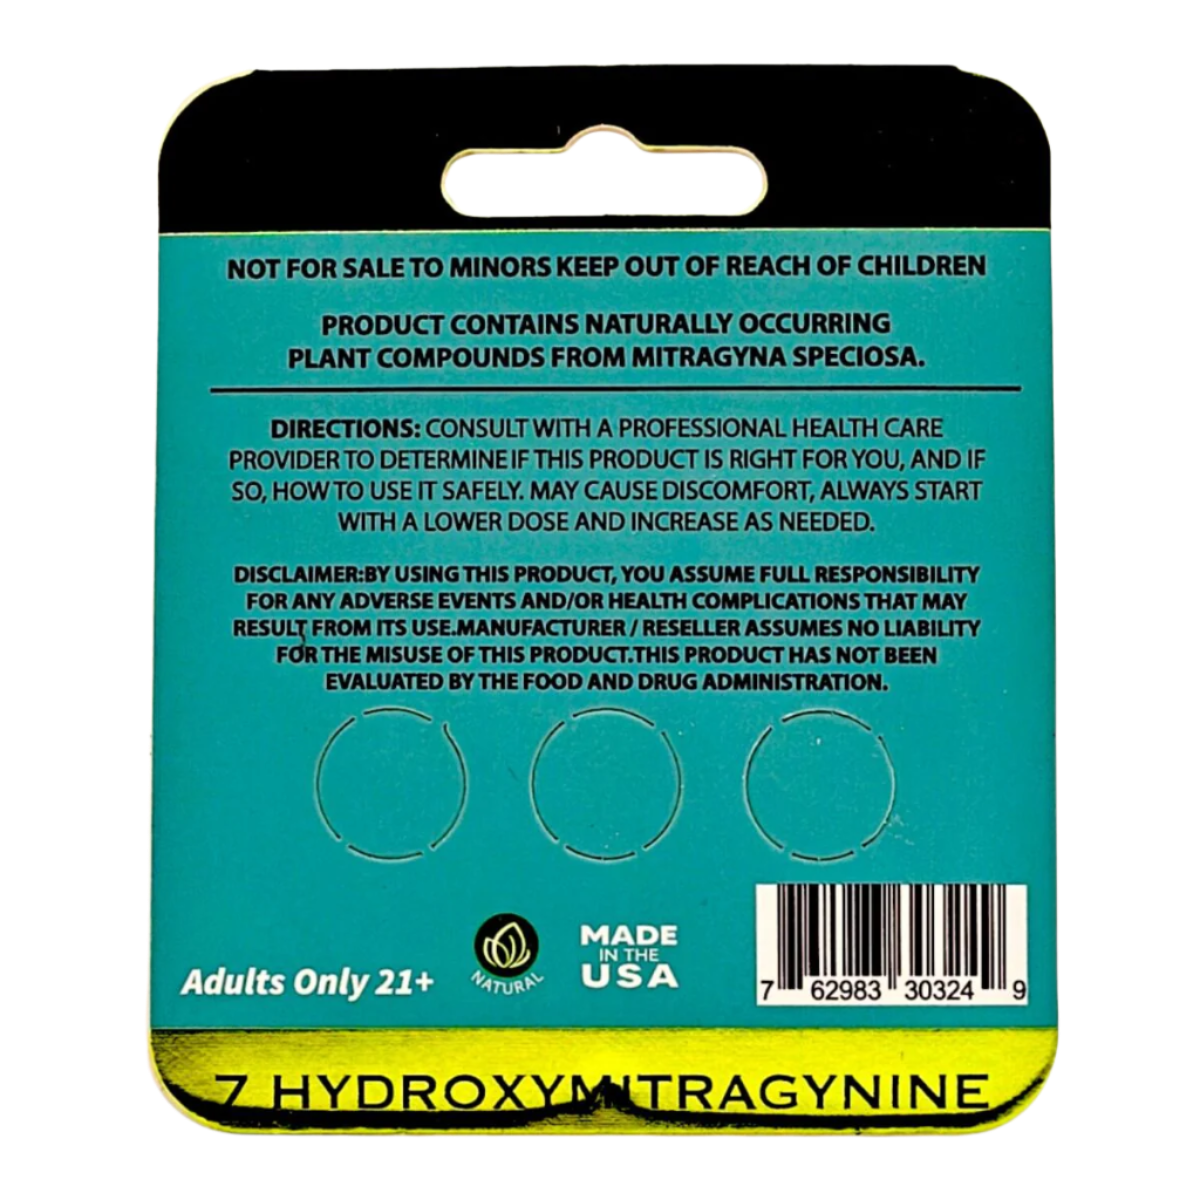 NOT FOR SALE TO MINORS KEEP OUT OF REACH OF CHILDREN
PRODUCT CONTAINS NATURALLY OCCURRING
PLANT COMPOUNDS FROM MITRAGYNA SPECIOSA.
DIRECTIONS: CONSULT WITH A PROFESSIONAL HEALTH CARE
PROVIDER TO DETERMINE IF THIS PRODUCT IS RIGHT FOR YOU, AND IF
SO, HOW TO USE IT SAFELY. MAY CAUSE DISCOMFORT, ALWAYS START
WITH A LOWER DOSE AND INCREASE AS NEEDED.
DISCLAIMER:BY USING THIS PRODUCT, YOU ASSUME FULL RESPONSIBILITY
FOR ANY ADVERSE EVENTS AND/OR HEALTH COMPLICATIONS THAT MAY
RESULT FROM ITS USE.MANUFACTURER / RESELLER ASSUMES NO LIABILITY
FOR THE MISUSE OF THIS PRODUCT.THIS PRODUCT HAS NOT BEEN
EVALUATED BY THE FOOD AND DRUG ADMINISTRATION.
Adults Only 21+
NATURAL
MADE
IN THE
USA
7 62983 30324 9
7 HYDROXYMITRAGYNINE